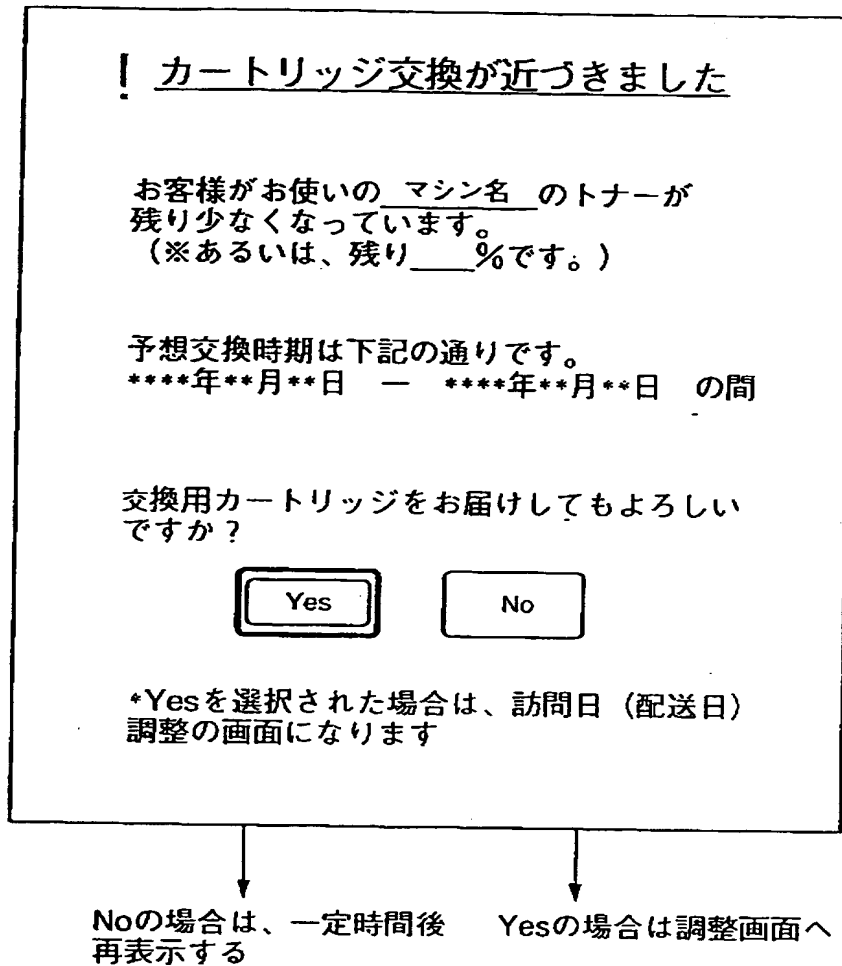 ! カートリッジ交換が近づきました
お客様がお使いの マシン名 のトナーが
残り少なくなっています。
(※あるいは、残り___%です。)
予想交換時期は下記の通りです。
****年**月**日 — ****年**月**日 の間
交換用カートリッジをお届けしてもよろしい
ですか?
Yes No
*Yesを選択された場合は、訪問日(配送日)
調整の画面になります
Noの場合は、一定時間後 Yesの場合は調整画面へ
再表示する